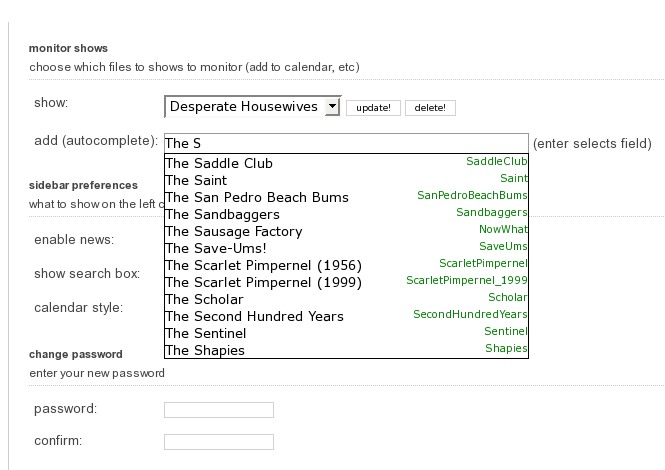 monitor shows
choose which files to shows to monitor (add to calendar, etc)
show: Desperate Housewives update! delete!
add (autocomplete): The S (enter selects field)
The Saddle Club SaddleClub
The Saint Saint
The San Pedro Beach Bums SanPedroBeachBums
The Sandbaggers Sandbaggers
The Sausage Factory NowWhat
The Save-Ums! SaveUms
The Scarlet Pimpernel (1956) ScarletPimpernel
The Scarlet Pimpernel (1999) ScarletPimpernel_1999
The Scholar Scholar
The Second Hundred Years SecondHundredYears
The Sentinel Sentinel
The Shapies Shapies
sidebar preferences
what to show on the left
enable news:
show search box:
calendar style:
change password
enter your new password
password:
confirm: